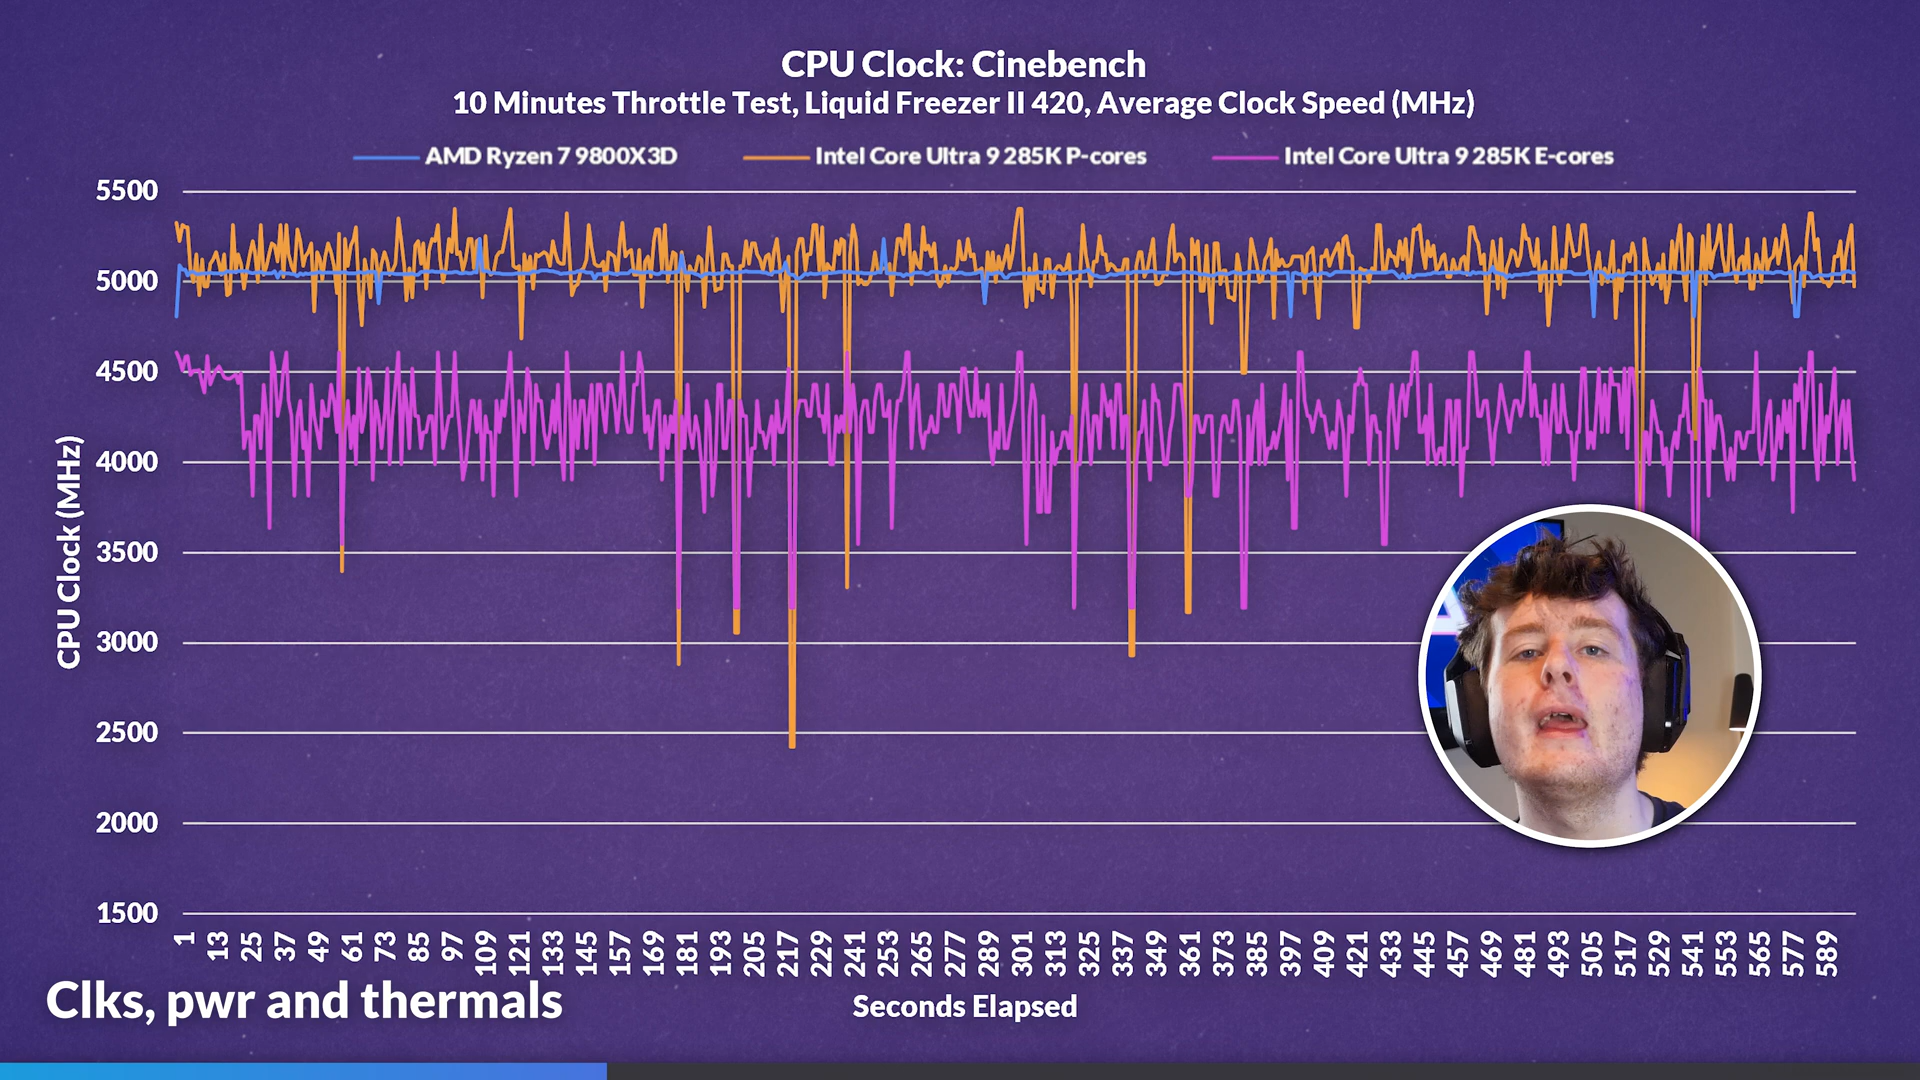 CPU Clock: Cinebench
10 Minutes Throttle Test, Liquid Freezer II 420, Average Clock Speed (MHz)
AMD Ryzen 7 9800X3D Intel Core Ultra 9 285K P-cores Intel Core Ultra 9 285K E-cores
5500
5000
4500
4000
3500
3000
2500
2000
1500
CPU Clock (MHz)
1 13 25 37 49 61 73 85 97 109 121 133 145 157 169 181 193 205 217 229 241 253 265 277 289 301 313 325 337 349 361 373 385 397 409 421 433 445 457 469 481 493 505 517 529 541 553 565 577 589
Seconds Elapsed
Clks, pwr and thermals